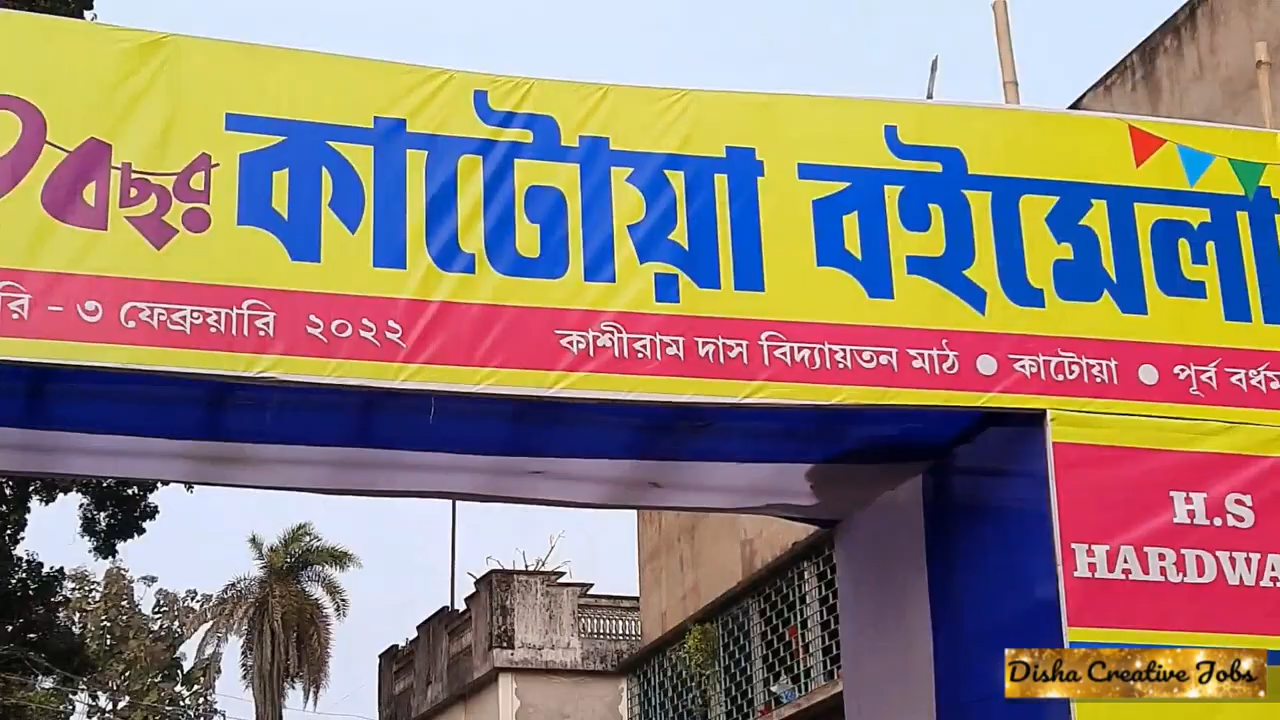 বছর কাটোয়া বইমেলা
রি - ৩ ফেব্রুয়ারি ২০২২ কাশীরাম দাস বিদ্যায়তন মাঠ ● কাটোয়া ● পূর্ব
H.S
Disha Creative Jobs